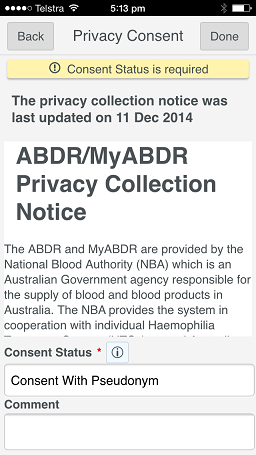 Telstra 5:13 pm
Back Privacy Consent Done
Consent Status is required
The privacy collection notice was
last updated on 11 Dec 2014
ABDR/MyABDR
Privacy Collection
Notice
The ABDR and MyABDR are provided by the
National Blood Authority (NBA) which is an
Australian Government agency responsible for
the supply of blood and blood products in
Australia. The NBA provides the system in
cooperation with individual Haemophilia
Consent Status *
Consent With Pseudonym
Comment